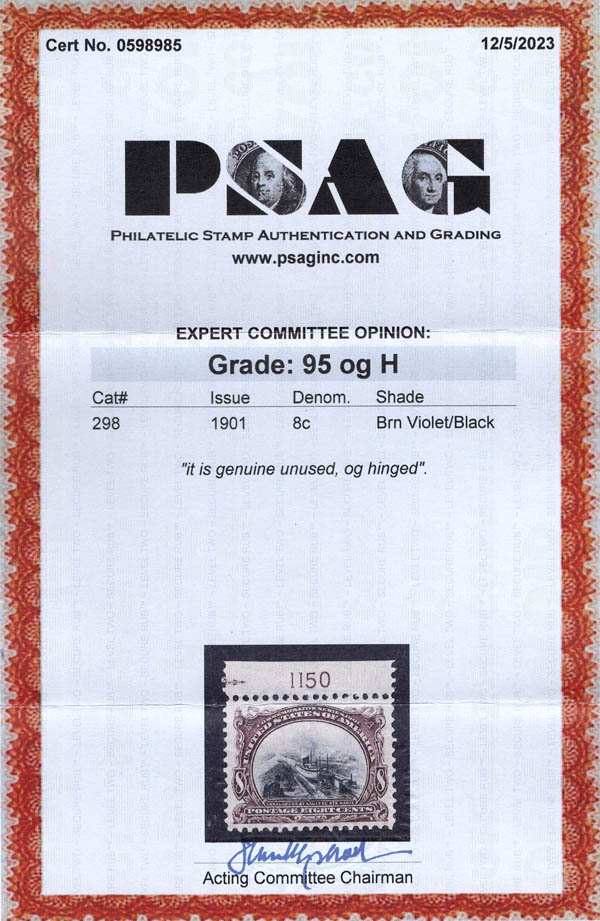 Cert No. 0598985 12/5/2023
PSAG
PHILATELIC STAMP AUTHENTICATION AND GRADING
www.psaginc.com
EXPERT COMMITTEE OPINION:
Grade: 95 og H
Cat# Issue Denom. Shade
298 1901 8c Brn Violet/Black
"it is genuine unused, og hinged".
1150
UNITED STATES OF AMERICA
8 8
POSTAGE EIGHT CENTS
Acting Committee Chairman